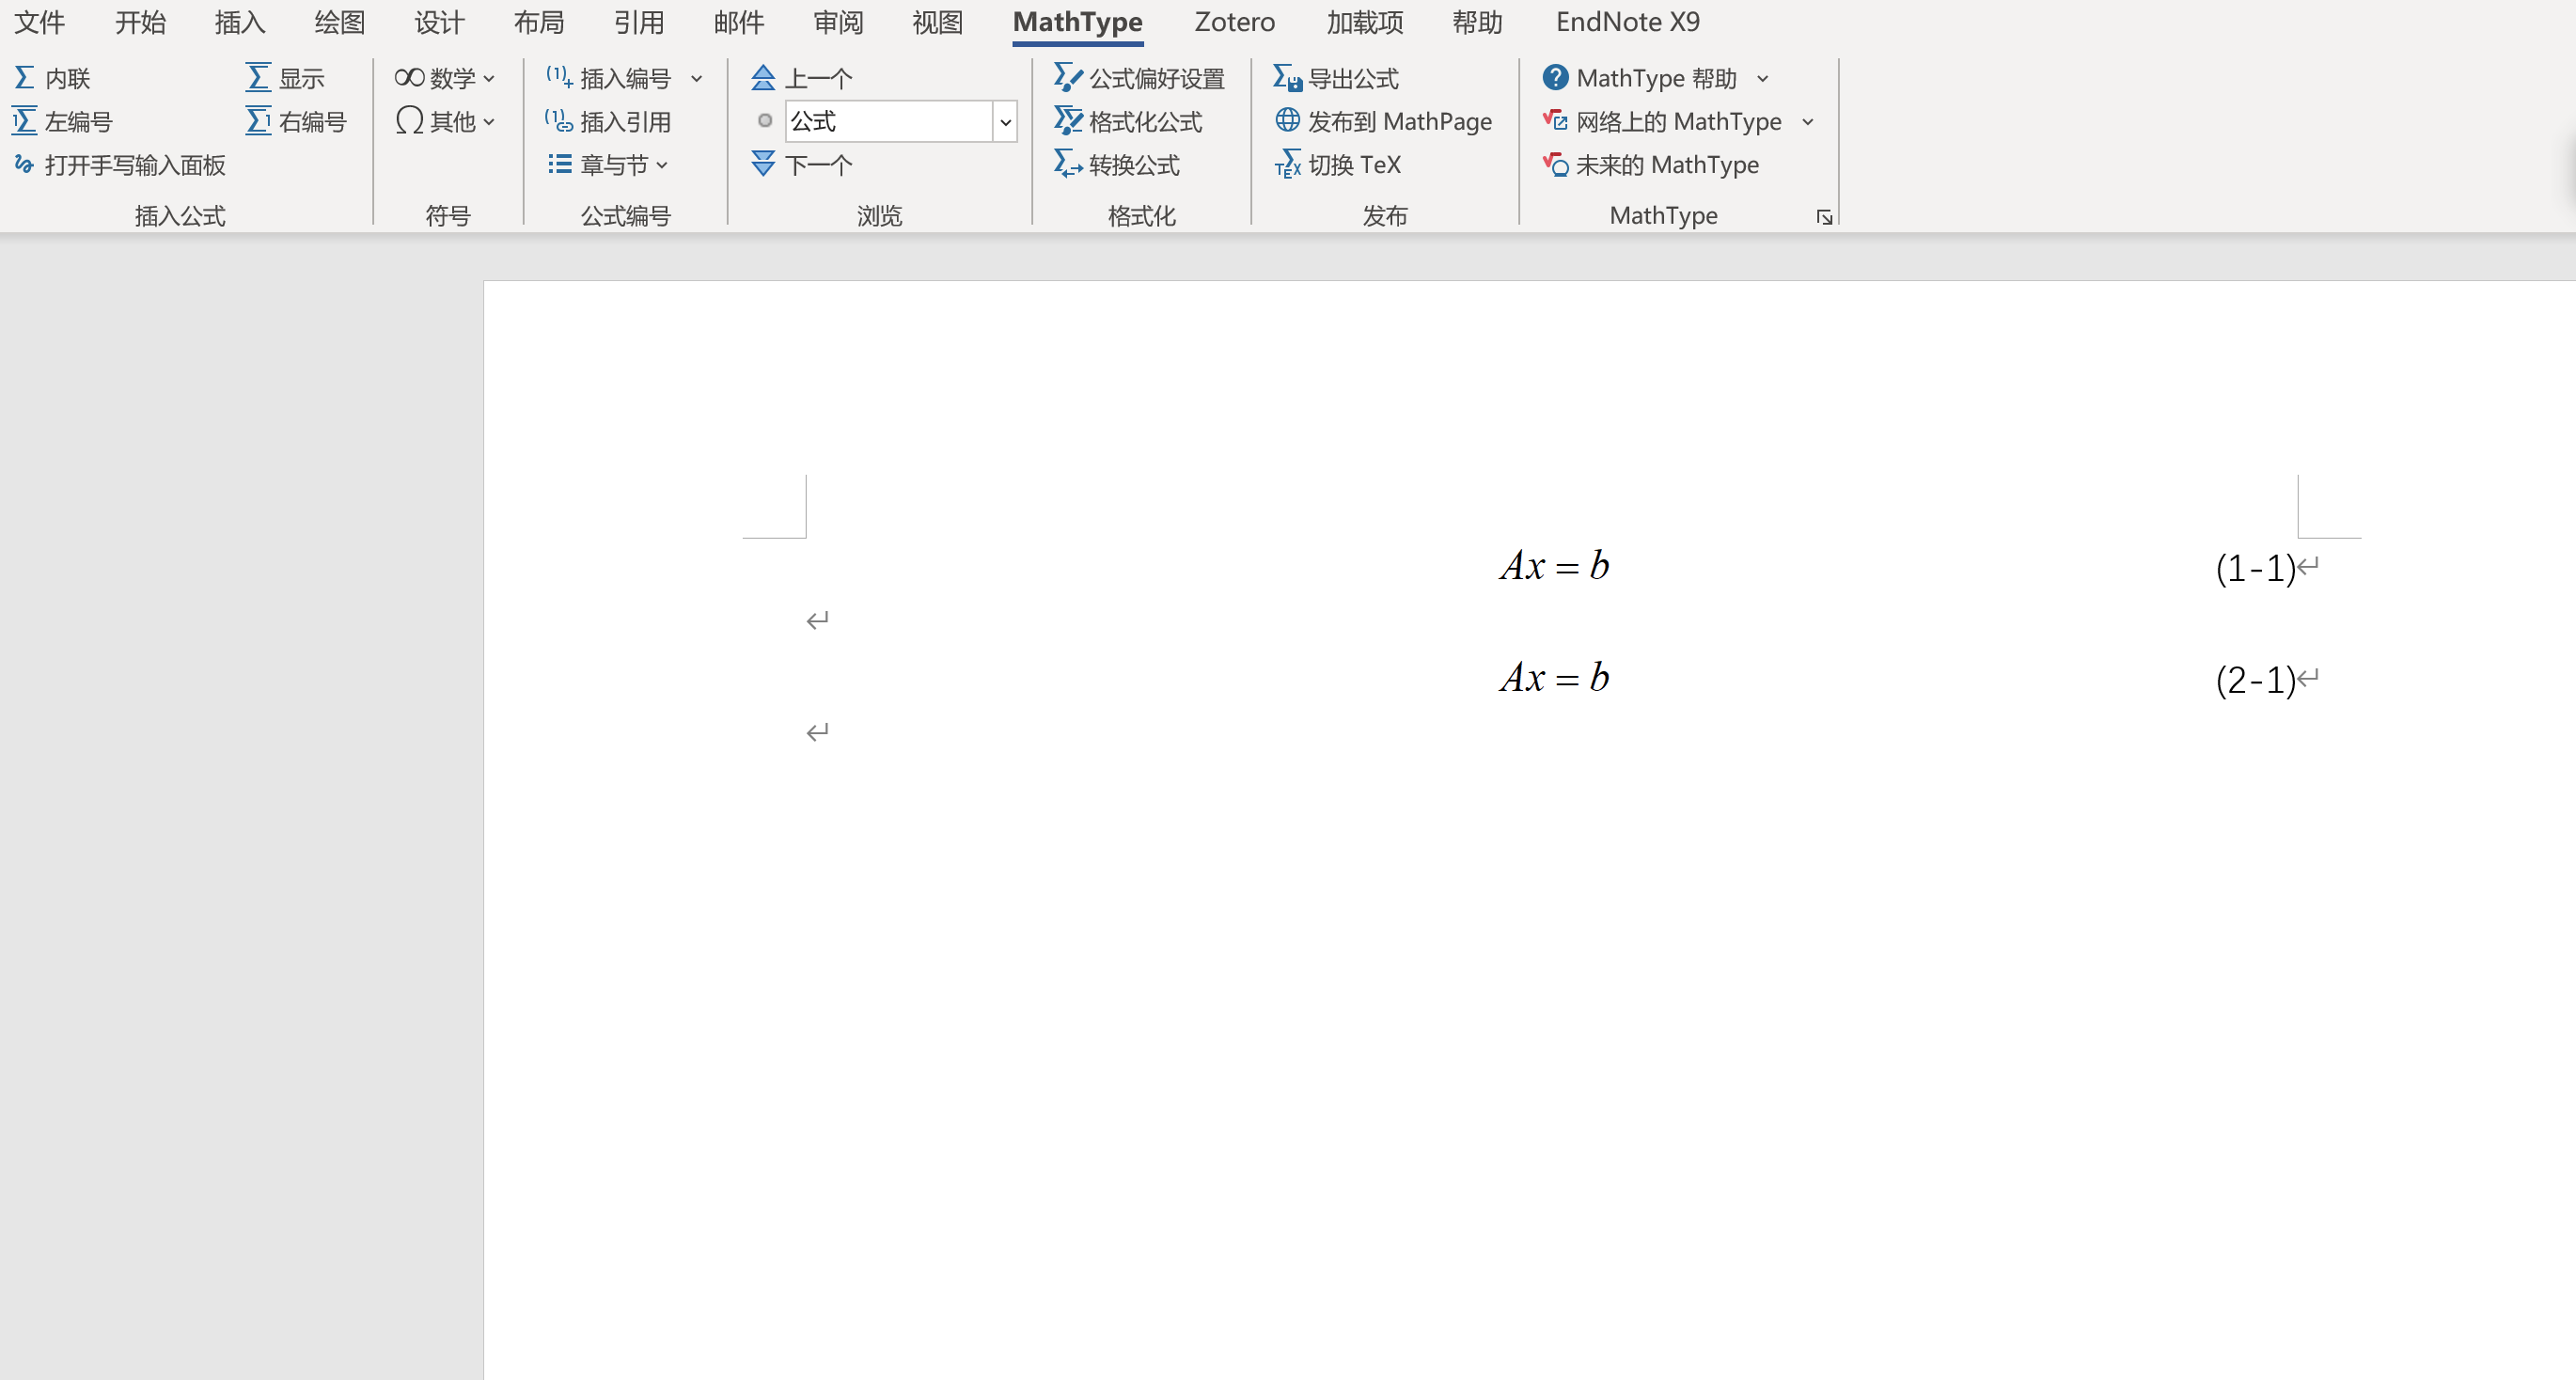 文件 开始 插入 绘图 设计 布局 引用 邮件 审阅 视图 MathType Zotero 加载项 帮助 EndNote X9
Σ 内联 Σ 显示 ∞ 数学 (1)+ 插入编号 上一个 公式偏好设置 导出公式 MathType 帮助
1Σ 左编号 Σ1 右编号 Ω 其他 (1) 插入引用 公式 格式化公式 发布到 MathPage 网络上的 MathType
打开手写输入面板 章与节 下一个 转换公式 TEX 切换 TeX 未来的 MathType
插入公式 符号 公式编号 浏览 格式化 发布 MathType
Ax = b (1-1)↵
↵
Ax = b (2-1)↵
↵